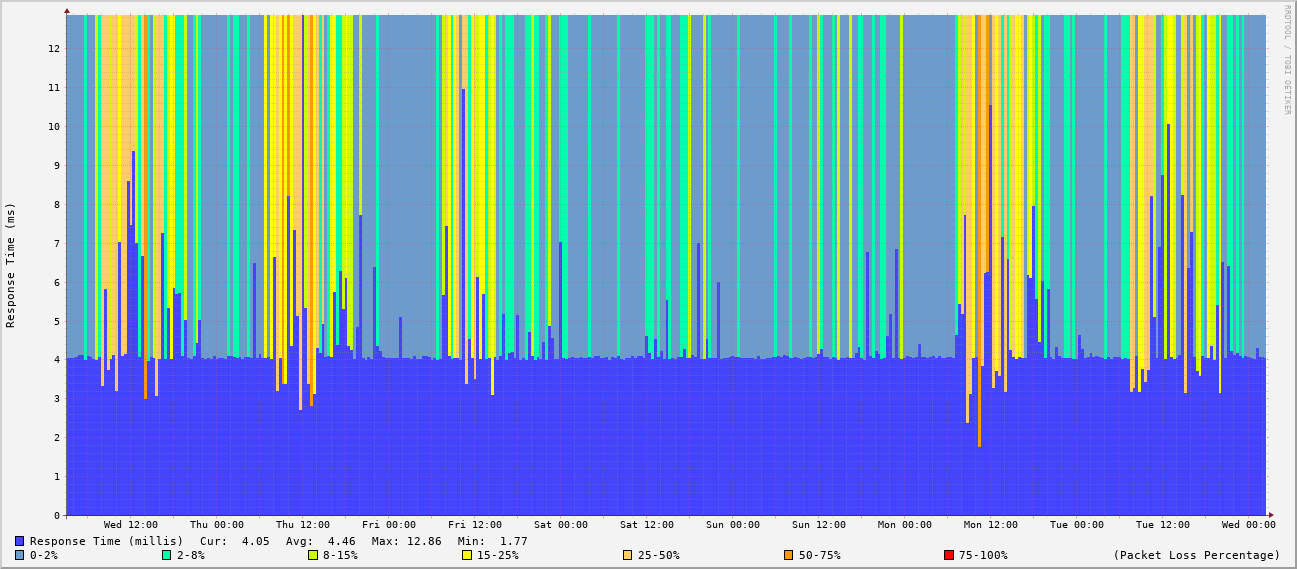 RRDTOOL / TOBI OETIKER
Response Time (ms)
12
11
10
9
8
7
6
5
4
3
2
1
0
Wed 12:00 Thu 00:00 Thu 12:00 Fri 00:00 Fri 12:00 Sat 00:00 Sat 12:00 Sun 00:00 Sun 12:00 Mon 00:00 Mon 12:00 Tue 00:00 Tue 12:00 Wed 00:00
Response Time (millis) Cur: 4.05 Avg: 4.46 Max: 12.86 Min: 1.77
0-2% 2-8% 8-15% 15-25% 25-50% 50-75% 75-100% (Packet Loss Percentage)